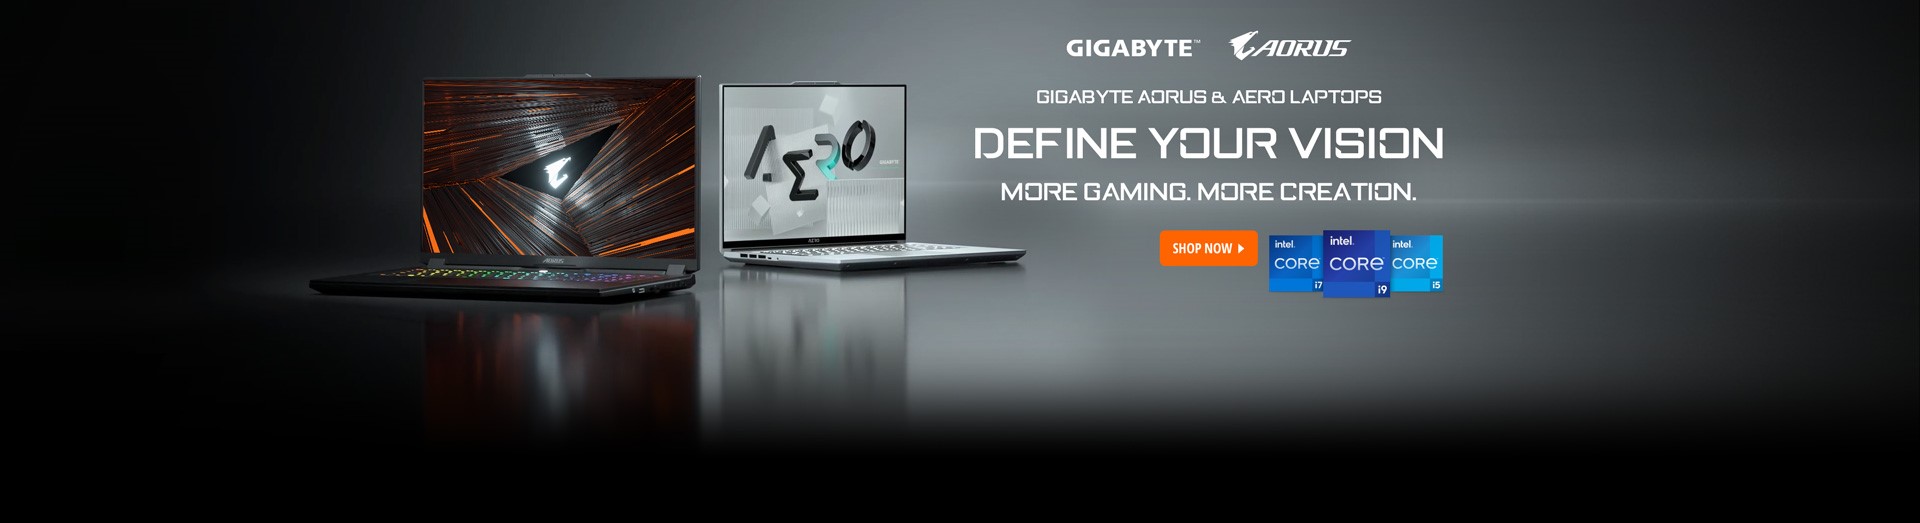 GIGABYTE™ AORUS
GIGABYTE AORUS & AERO LAPTOPS
DEFINE YOUR VISION
MORE GAMING. MORE CREATION.
SHOP NOW
intel.
CORE
i7
intel.
CORE
i9
intel.
CORE
i5
AERO
GIGABYTE
AORUS
AERO